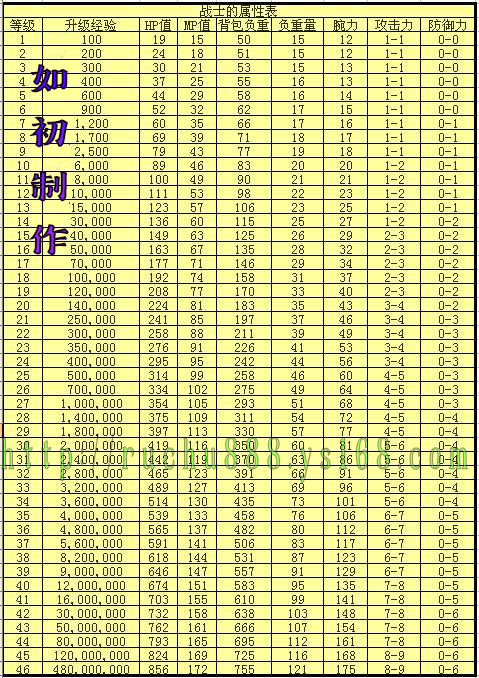 战士的属性表
等级 升级经验 HP值 MP值 背包负重 负重量 腕力 攻击力 防御力
1 100 19 15 50 15 12 1-1 0-0
2 200 24 18 51 15 12 1-1 0-0
3 300 30 21 53 15 13 1-1 0-0
4 400 37 25 55 16 13 1-1 0-0
5 600 44 29 58 16 14 1-1 0-0
6 900 52 32 62 17 15 1-1 0-0
7 1,200 60 35 66 17 16 1-1 0-1
8 1,700 69 39 71 18 17 1-1 0-1
9 2,500 79 43 77 19 18 1-1 0-1
10 6,000 89 46 83 20 20 1-2 0-1
11 8,000 100 49 90 21 21 1-2 0-1
12 10,000 111 53 98 22 23 1-2 0-1
13 15,000 123 57 106 23 25 1-2 0-1
14 30,000 136 60 115 25 27 1-2 0-2
15 40,000 149 63 125 26 29 2-3 0-2
16 50,000 163 67 135 28 32 2-3 0-2
17 70,000 177 71 146 29 34 2-3 0-2
18 100,000 192 74 158 31 37 2-3 0-2
19 120,000 208 77 170 33 40 2-3 0-2
20 140,000 224 81 183 35 43 3-4 0-2
21 250,000 241 85 197 37 46 3-4 0-3
22 300,000 258 88 211 39 49 3-4 0-3
23 350,000 276 91 226 41 53 3-4 0-3
24 400,000 295 95 242 44 56 3-4 0-3
25 500,000 314 99 258 46 60 4-5 0-3
26 700,000 334 102 275 49 64 4-5 0-3
27 1,000,000 354 105 293 51 68 4-5 0-3
28 1,400,000 375 109 311 54 72 4-5 0-4
29 1,800,000 397 113 330 57 77 4-5 0-4
30 2,000,000 419 116 350 60 81 5-6 0-4
31 2,400,000 442 119 370 63 86 5-6 0-4
32 2,800,000 465 123 391 66 91 5-6 0-4
33 3,200,000 489 127 413 69 96 5-6 0-4
34 3,600,000 514 130 435 73 101 5-6 0-4
35 4,000,000 539 133 458 76 106 6-7 0-5
36 4,800,000 565 137 482 80 112 6-7 0-5
37 5,600,000 591 141 506 83 117 6-7 0-5
38 8,200,000 618 144 531 87 123 6-7 0-5
39 9,000,000 646 147 557 91 129 6-7 0-5
40 12,000,000 674 151 583 95 135 7-8 0-5
41 16,000,000 703 155 610 99 141 7-8 0-5
42 30,000,000 732 158 638 103 148 7-8 0-6
43 50,000,000 762 161 666 107 154 7-8 0-6
44 80,000,000 793 165 695 112 161 7-8 0-6
45 120,000,000 824 169 725 116 168 8-9 0-6
46 480,000,000 856 172 755 121 175 8-9 0-6
如初制作
http://ruchu888.ys168.com